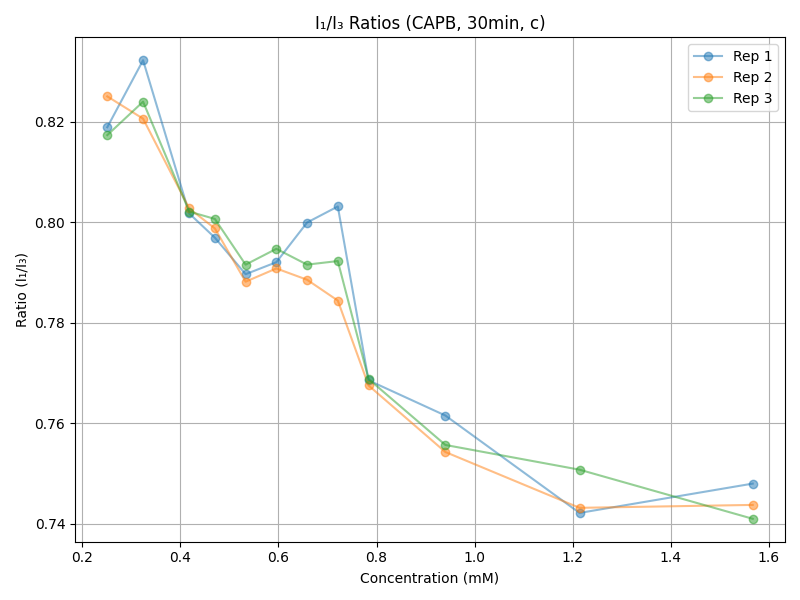 I₁/I₃ Ratios (CAPB, 30min, c)
Rep 1
Rep 2
Rep 3
Ratio (I₁/I₃)
0.82
0.80
0.78
0.76
0.74
0.2
0.4
0.6
0.8
1.0
1.2
1.4
1.6
Concentration (mM)